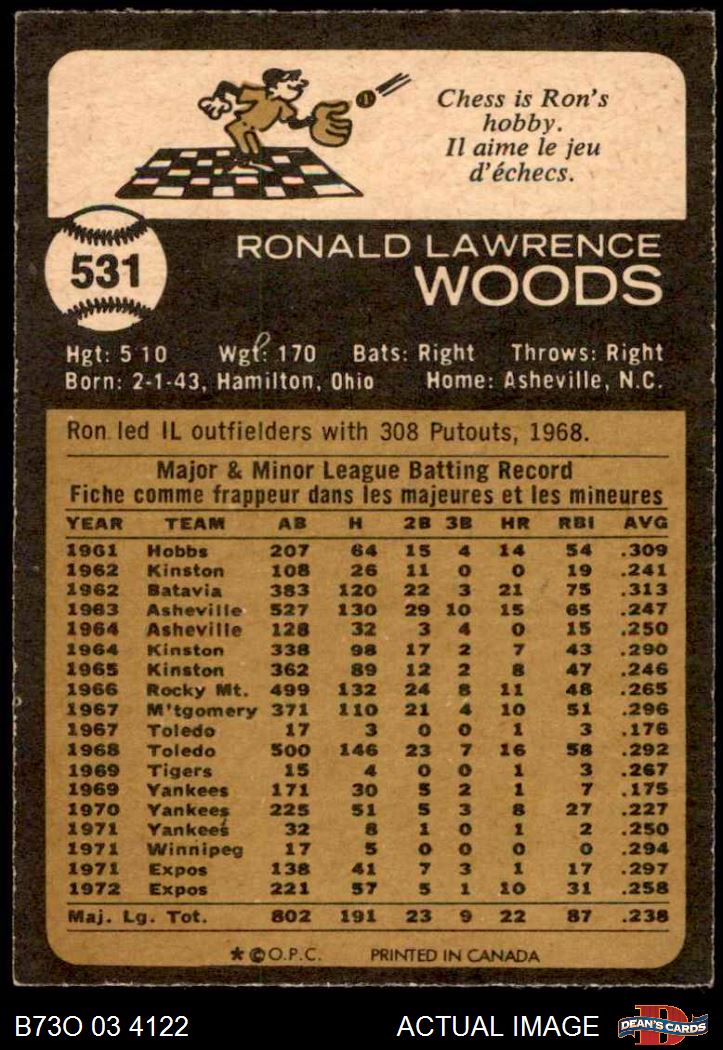 Chess is Ron's
hobby.
Il aime le jeu
d'échecs.
531
RONALD LAWRENCE
WOODS
Hgt: 5 10 Wgt: 170 Bats: Right Throws: Right
Born: 2-1-43, Hamilton, Ohio Home: Asheville, N.C.
Ron led IL outfielders with 308 Putouts, 1968.
Major & Minor League Batting Record
Fiche comme frappeur dans les majeures et les mineures
YEAR TEAM AB H 2B 3B HR RBI AVG
1961 Hobbs 207 64 15 4 14 54 .309
1962 Kinston 108 26 11 0 0 19 .241
1962 Batavia 383 120 22 3 21 75 .313
1963 Asheville 527 130 29 10 15 65 .247
1964 Asheville 128 32 3 4 0 15 .250
1964 Kinston 338 98 17 2 7 43 .290
1965 Kinston 362 89 12 2 8 47 .246
1966 Rocky Mt. 499 132 24 8 11 48 .265
1967 M'tgomery 371 110 21 4 10 51 .296
1967 Toledo 17 3 0 0 1 3 .176
1968 Toledo 500 146 23 7 16 58 .292
1969 Tigers 15 4 0 0 1 3 .267
1969 Yankees 171 30 5 2 1 7 .175
1970 Yankees 225 51 5 3 8 27 .227
1971 Yankees 32 8 1 0 1 2 .250
1971 Winnipeg 17 5 0 0 0 0 .294
1971 Expos 138 41 7 3 1 17 .297
1972 Expos 221 57 5 1 10 31 .258
Maj. Lg. Tot. 802 191 23 9 22 87 .238
* © O.P.C. PRINTED IN CANADA
B73O 03 4122 ACTUAL IMAGE
D
DEAN'S CARDS